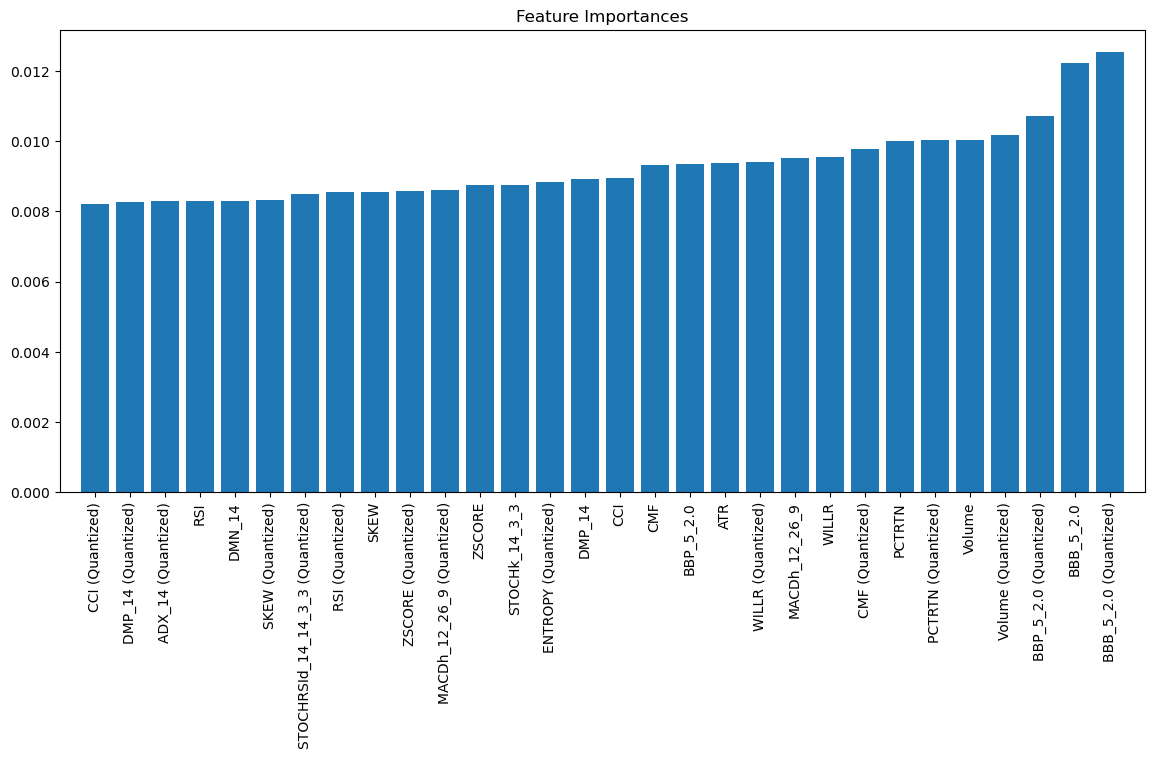 Feature Importances
0.012
0.010
0.008
0.006
0.004
0.002
0.000
CCI (Quantized)
DMP_14 (Quantized)
ADX_14 (Quantized)
RSI
DMN_14
SKEW (Quantized)
STOCHRSId_14_14_3_3 (Quantized)
RSI (Quantized)
SKEW
ZSCORE (Quantized)
MACDh_12_26_9 (Quantized)
ZSCORE
STOCHk_14_3_3
ENTROPY (Quantized)
DMP_14
CCI
CMF
BBP_5_2.0
ATR
WILLR (Quantized)
MACDh_12_26_9
WILLR
CMF (Quantized)
PCTRTN
PCTRTN (Quantized)
Volume
Volume (Quantized)
BBP_5_2.0 (Quantized)
BBB_5_2.0
BBB_5_2.0 (Quantized)